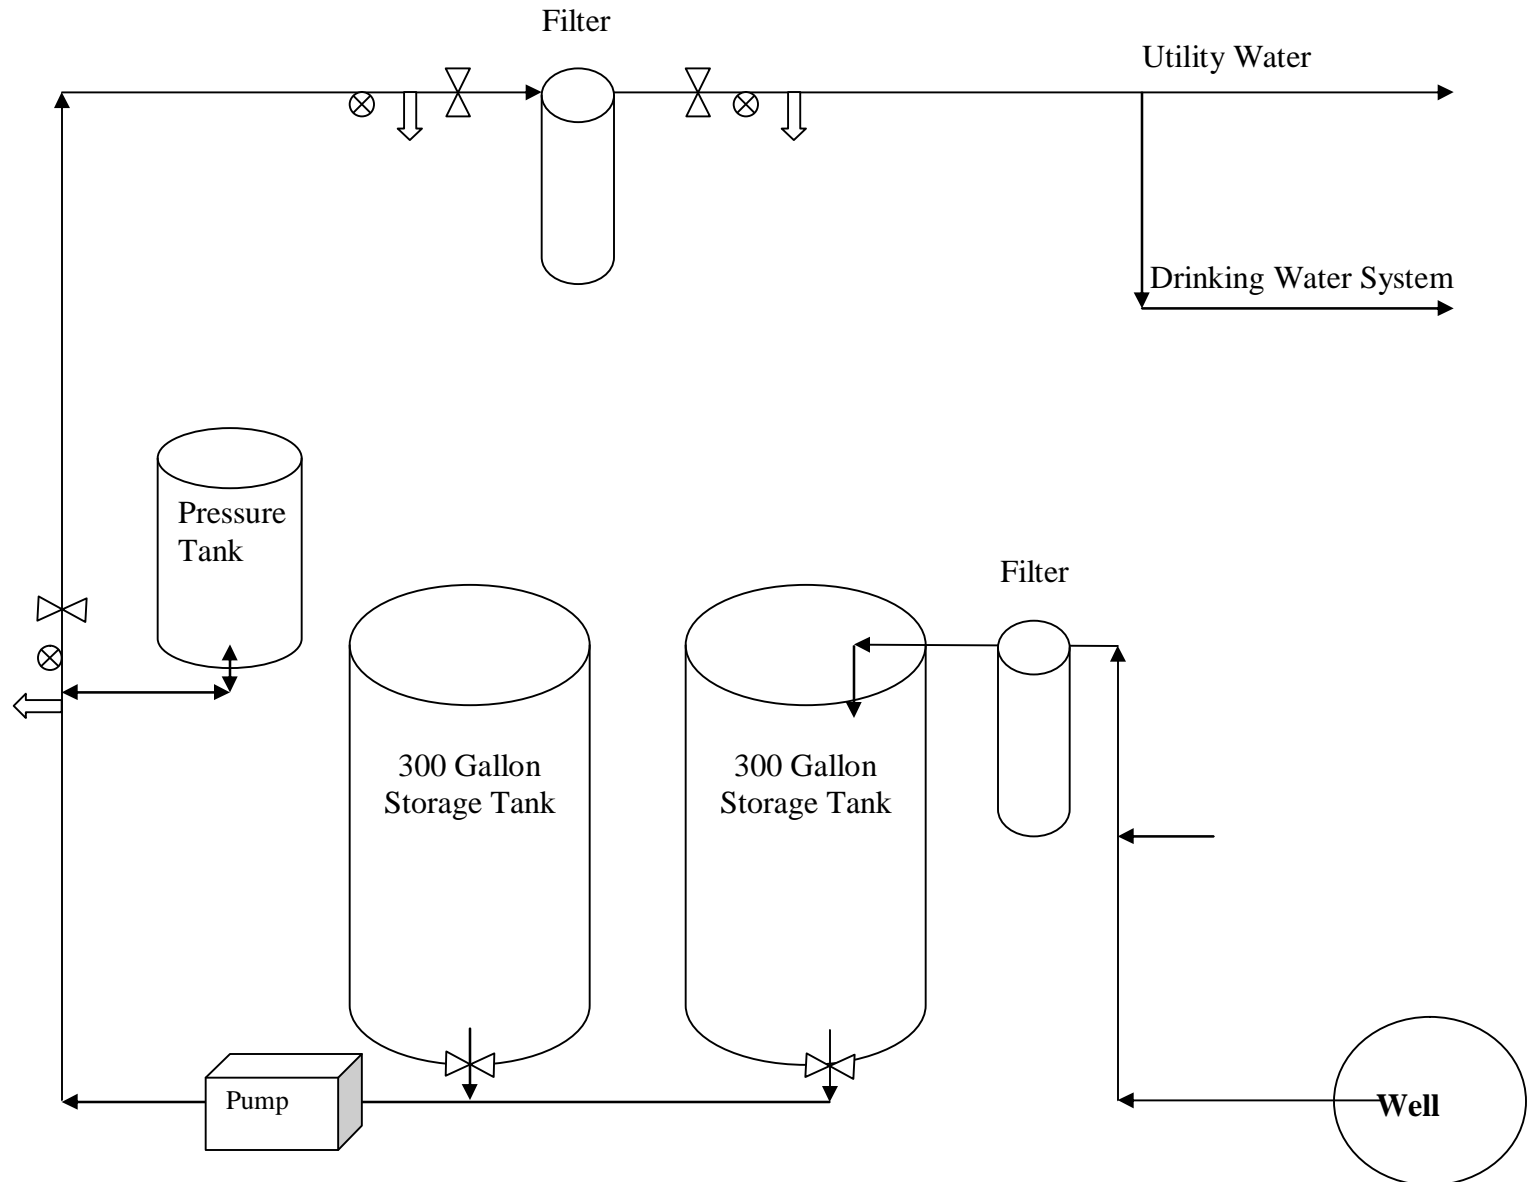 Filter
Utility Water
Drinking Water System
Pressure
Tank
Filter
300 Gallon
Storage Tank
300 Gallon
Storage Tank
Pump
Well